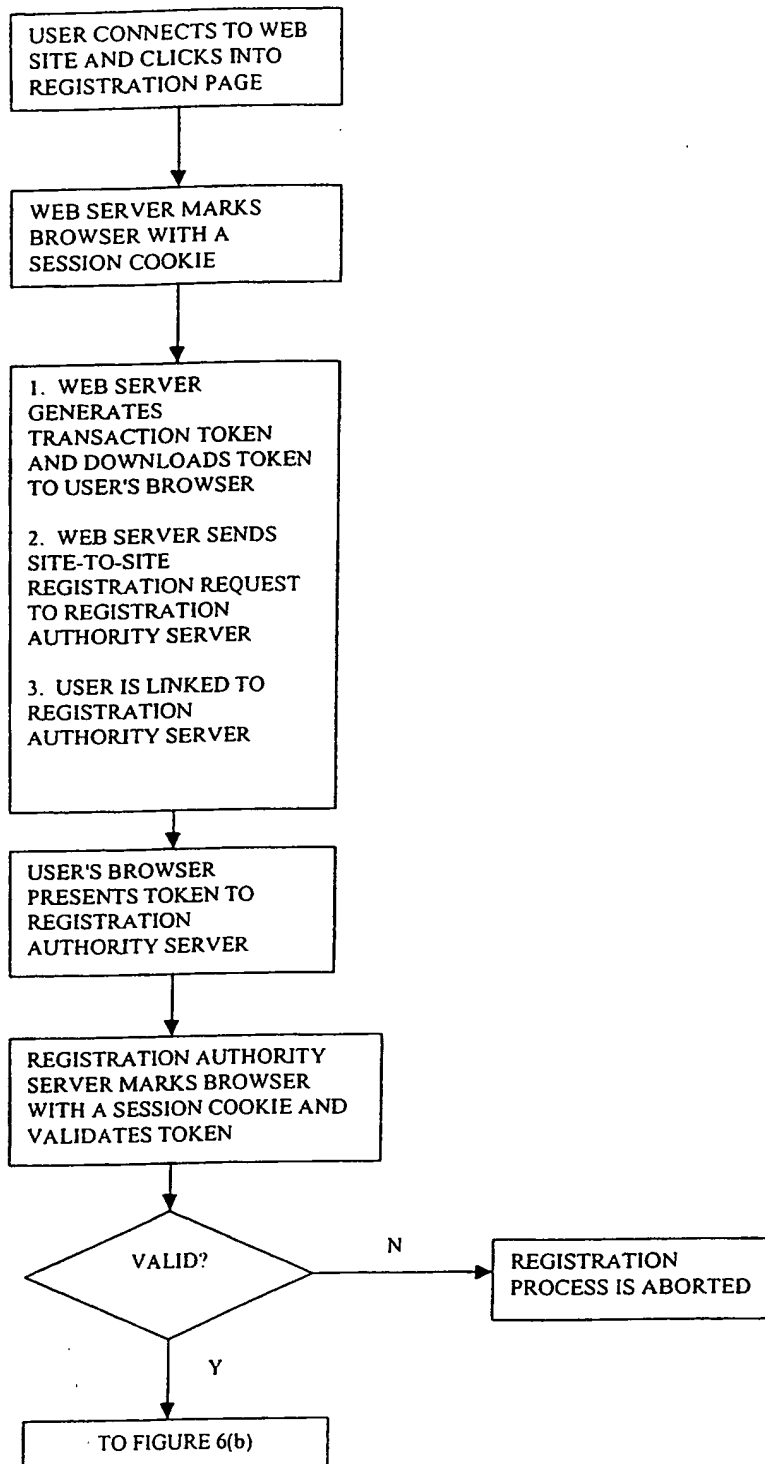 USER CONNECTS TO WEB
SITE AND CLICKS INTO
REGISTRATION PAGE
WEB SERVER MARKS
BROWSER WITH A
SESSION COOKIE
1. WEB SERVER
GENERATES
TRANSACTION TOKEN
AND DOWNLOADS TOKEN
TO USER'S BROWSER
2. WEB SERVER SENDS
SITE-TO-SITE
REGISTRATION REQUEST
TO REGISTRATION
AUTHORITY SERVER
3. USER IS LINKED TO
REGISTRATION
AUTHORITY SERVER
USER'S BROWSER
PRESENTS TOKEN TO
REGISTRATION
AUTHORITY SERVER
REGISTRATION AUTHORITY
SERVER MARKS BROWSER
WITH A SESSION COOKIE AND
VALIDATES TOKEN
VALID?
N
REGISTRATION
PROCESS IS ABORTED
Y
TO FIGURE 6(b)